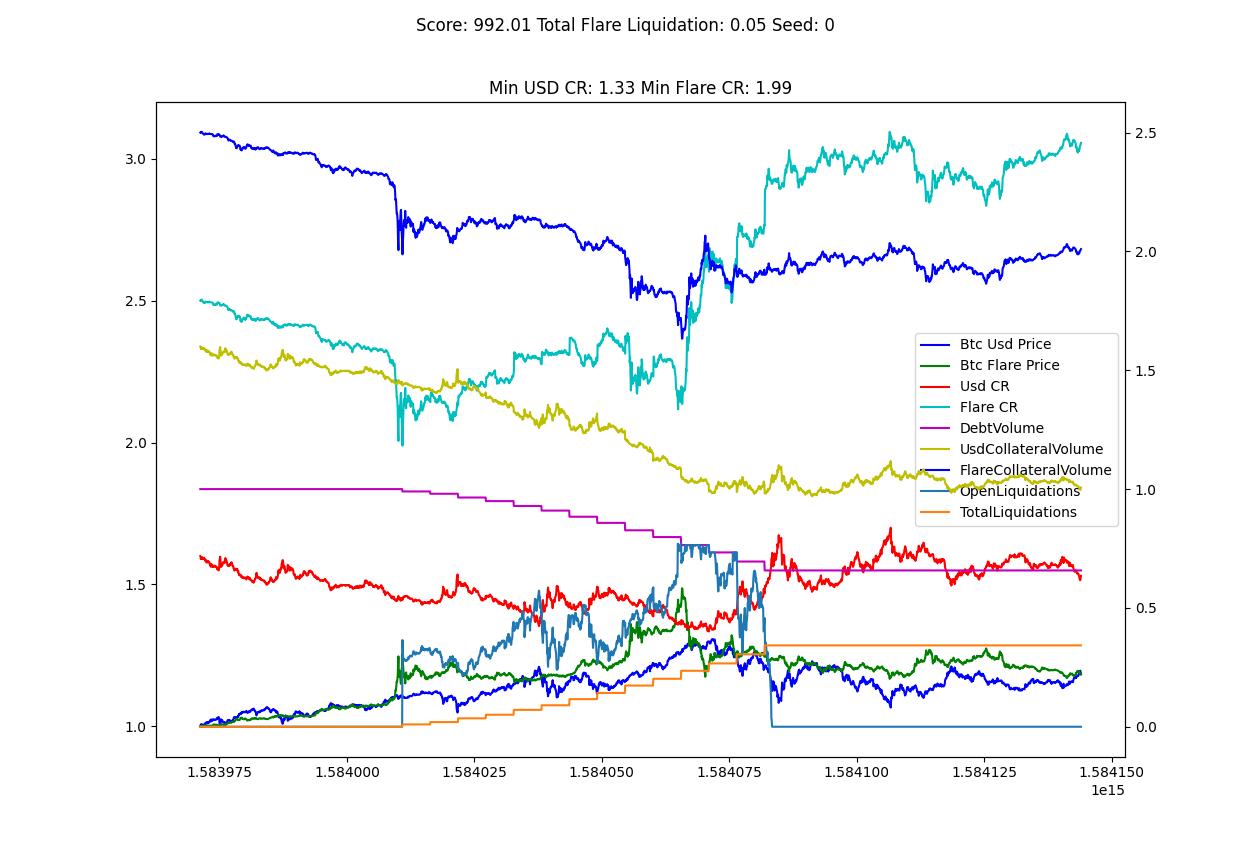 Score: 992.01 Total Flare Liquidation: 0.05 Seed: 0
Min USD CR: 1.33 Min Flare CR: 1.99
3.0
2.5
2.0
1.5
1.0
2.5
2.0
1.5
1.0
0.5
0.0
Btc Usd Price
Btc Flare Price
Usd CR
Flare CR
DebtVolume
UsdCollateralVolume
FlareCollateralVolume
OpenLiquidations
TotalLiquidations
1.583975 1.584000 1.584025 1.584050 1.584075 1.584100 1.584125 1.584150
1e15